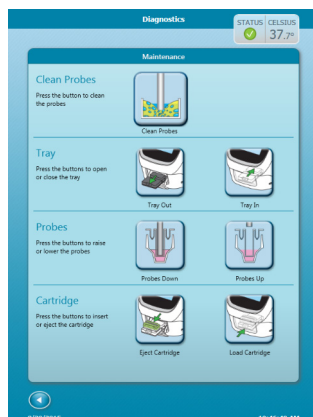 Diagnostics
STATUS CELSIUS
37.7°
Maintenance
Clean Probes
Press the button to clean
the probes
Clean Probes
Tray
Press the buttons to open
or close the tray
Tray Out Tray In
Probes
Press the buttons to raise
or lower the probes
Probes Down Probes Up
Cartridge
Press the buttons to insert
or eject the cartridge
Eject Cartridge Load Cartridge